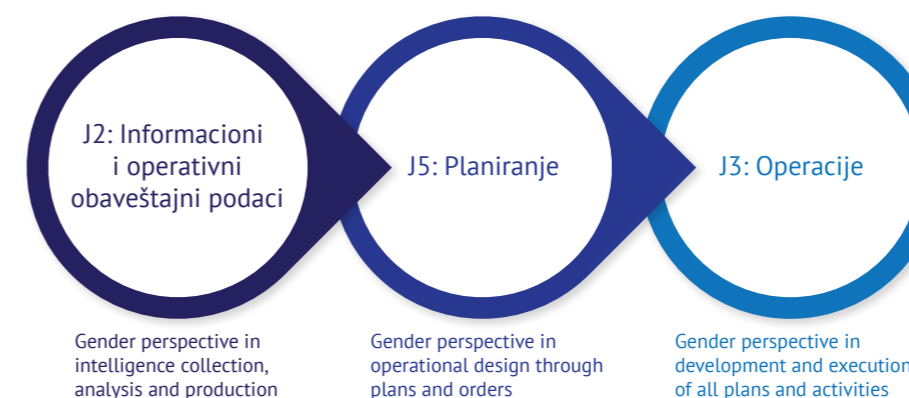 J2: Informacioni
i operativni
obaveštajni podaci
J5: Planiranje
J3: Operacije
Gender perspective in
intelligence collection,
analysis and production
Gender perspective in
operational design through
plans and orders
Gender perspective in
development and execution
of all plans and activities